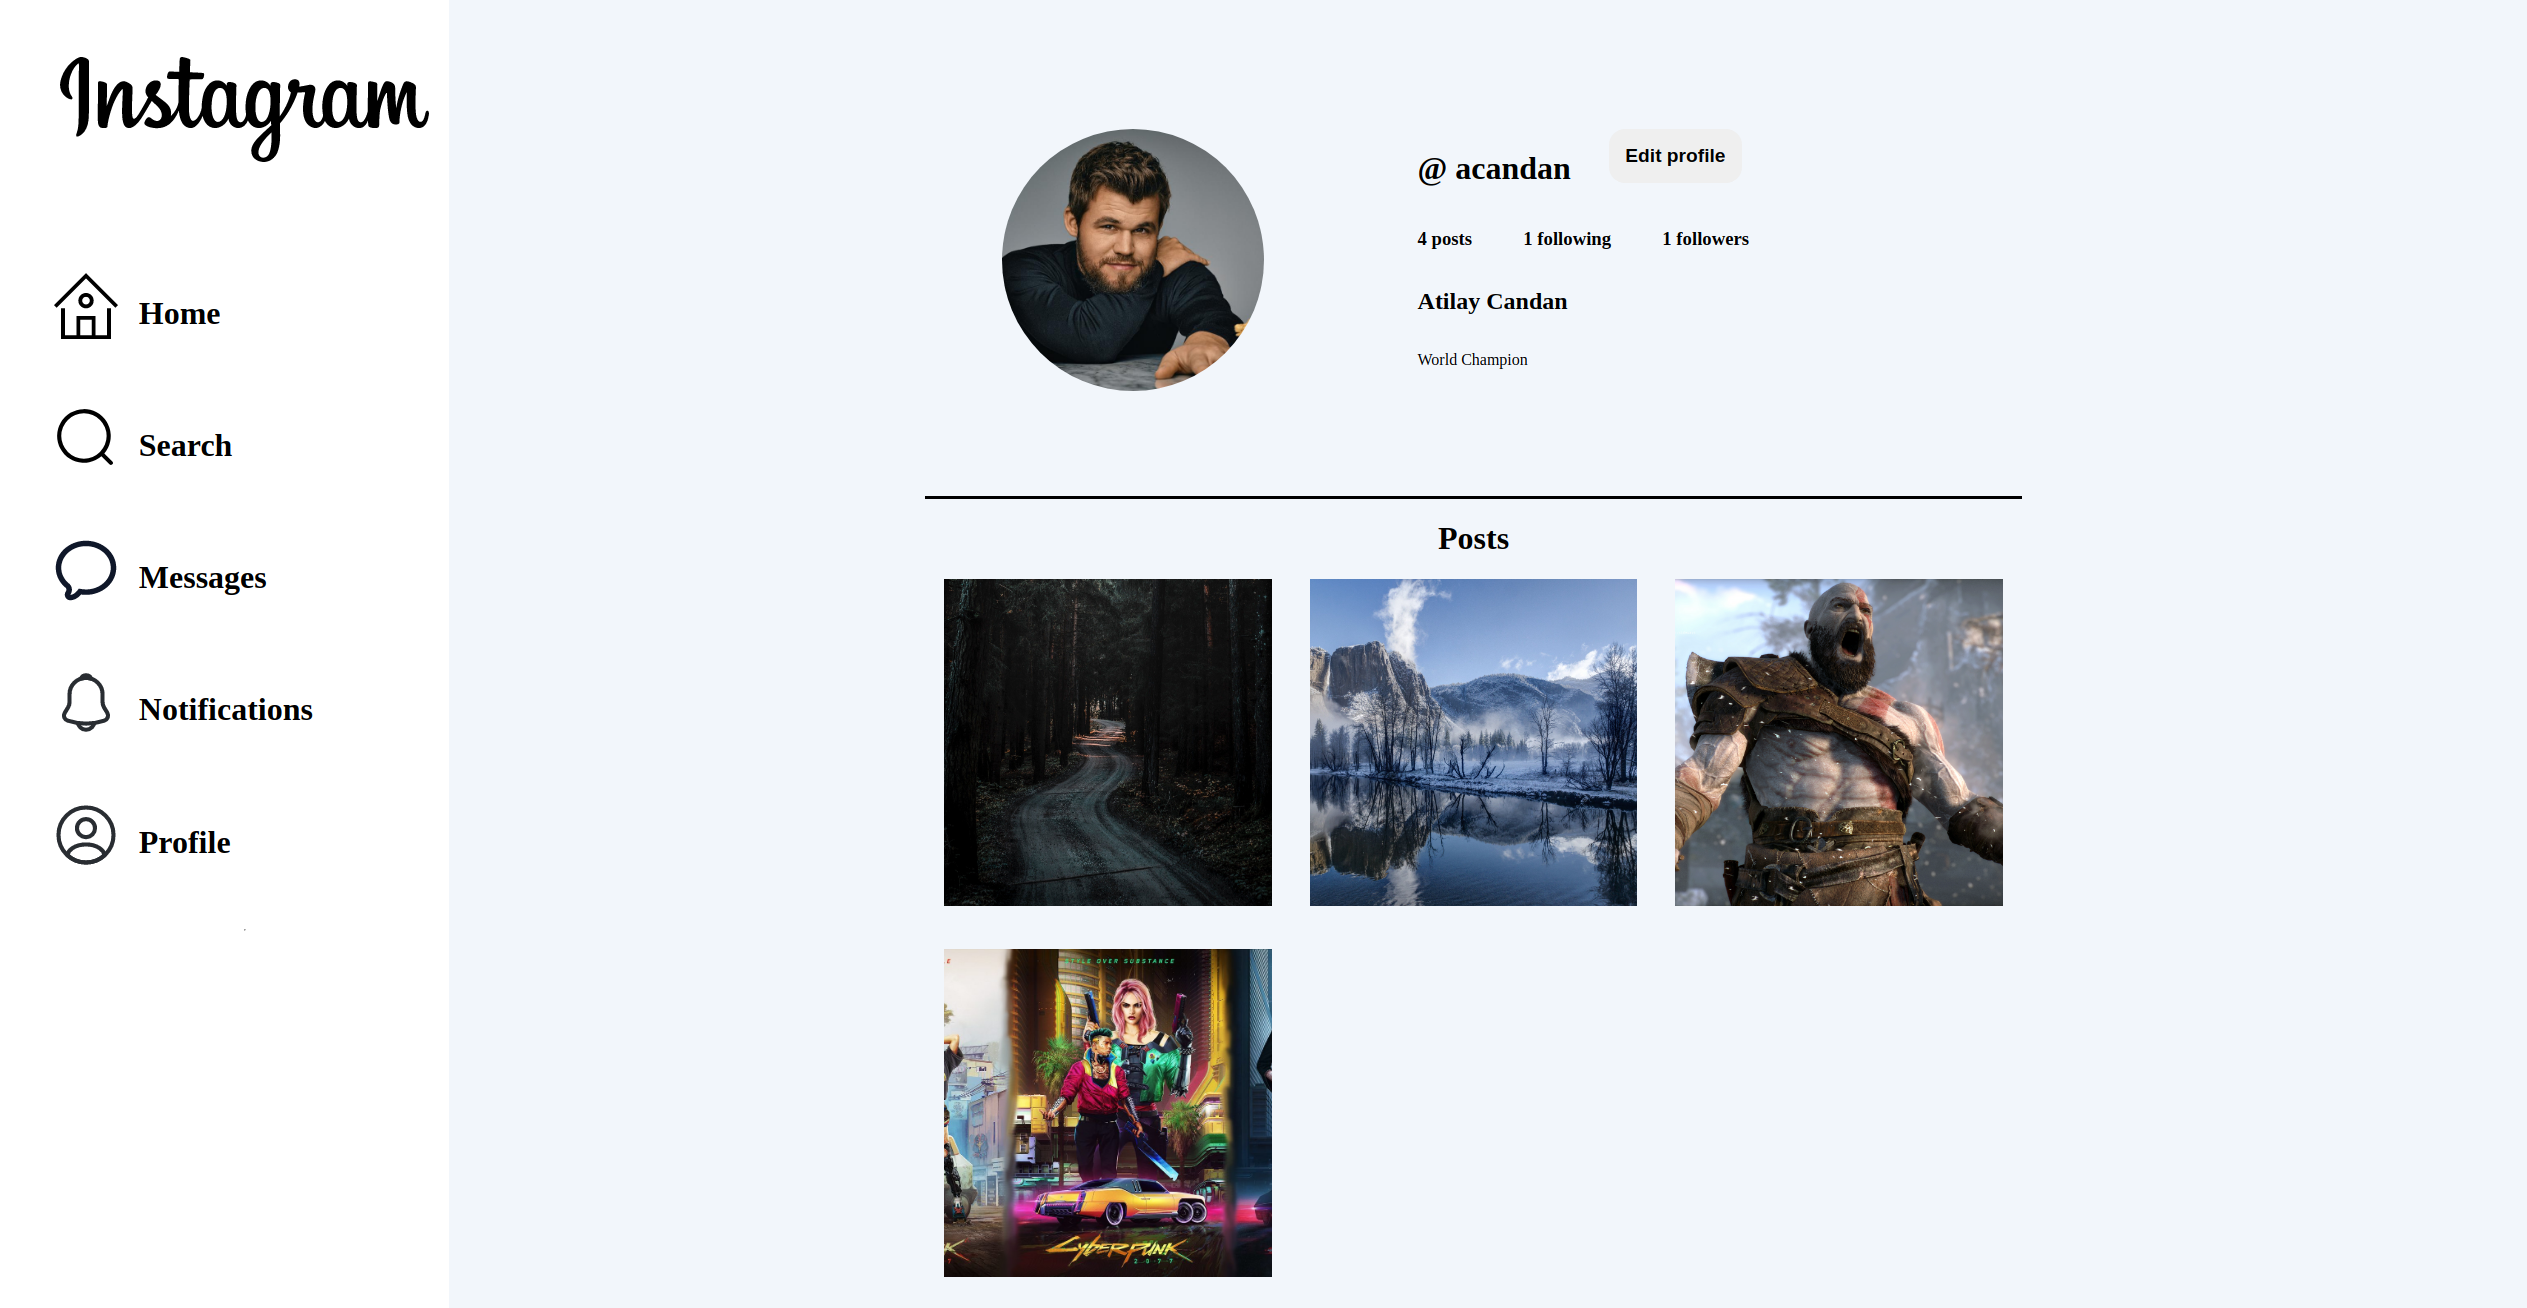 Instagram
Home
Search
Messages
Notifications
Profile
@ acandan
Edit profile
4 posts 1 following 1 followers
Atilay Candan
World Champion
Posts
STYLE OVER SUBSTANCE
CYBERPUNK
2077